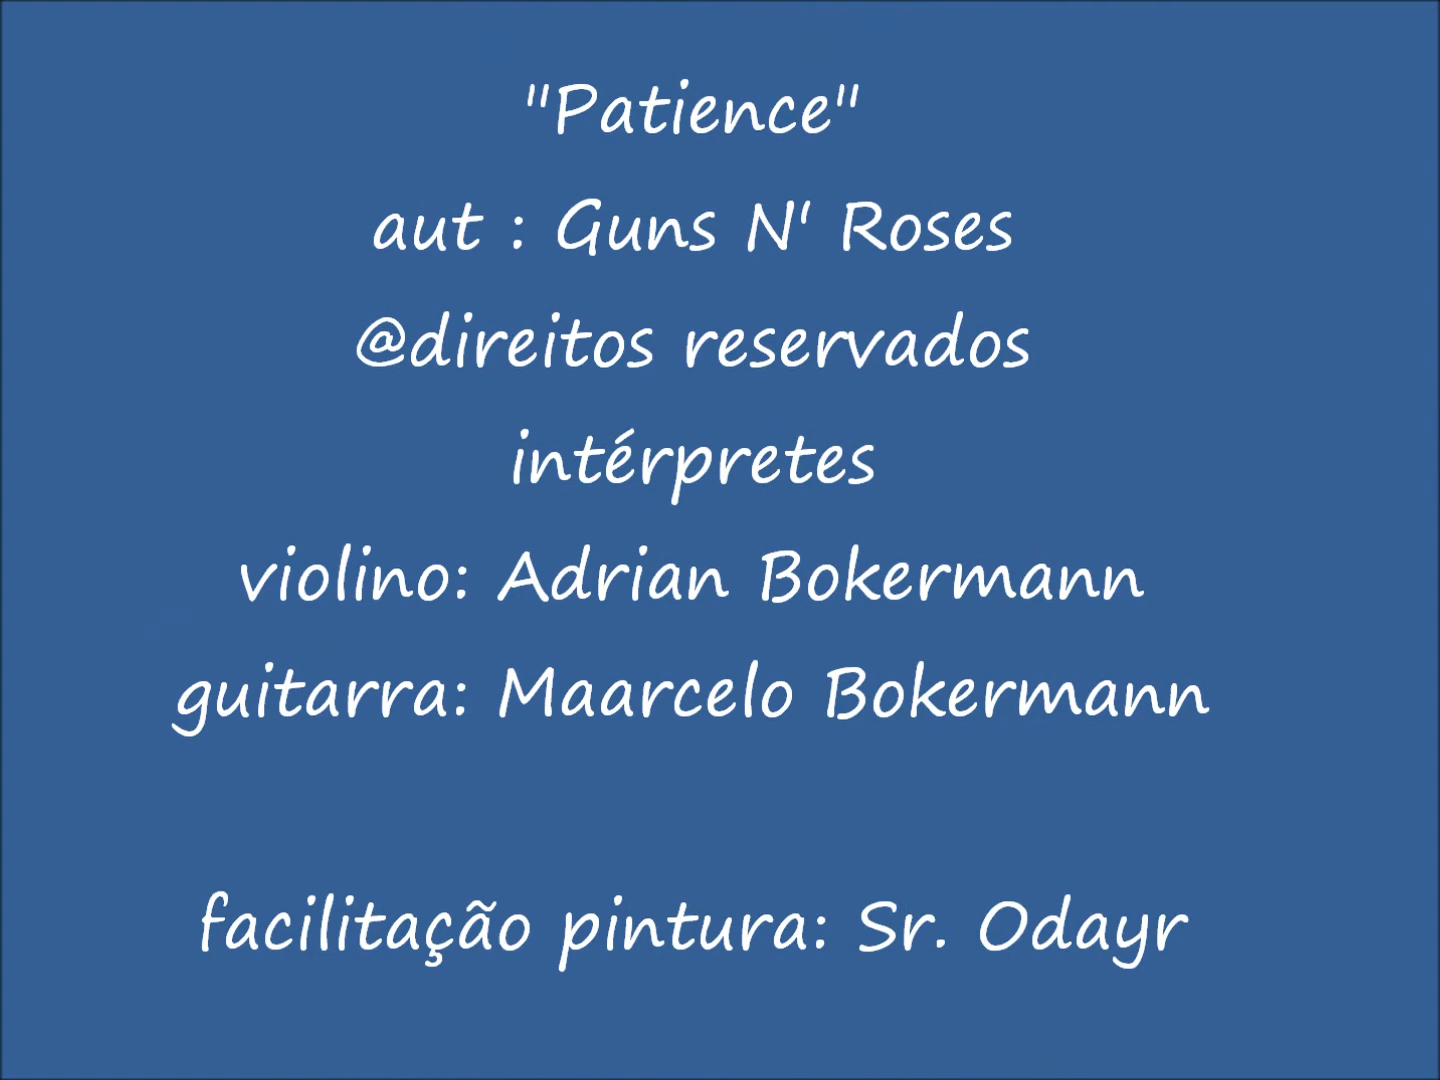 "Patience"
aut : Guns N' Roses
@direitos reservados
intérpretes
violino: Adrian Bokermann
guitarra: Maarcelo Bokermann
facilitação pintura: Sr. Odayr